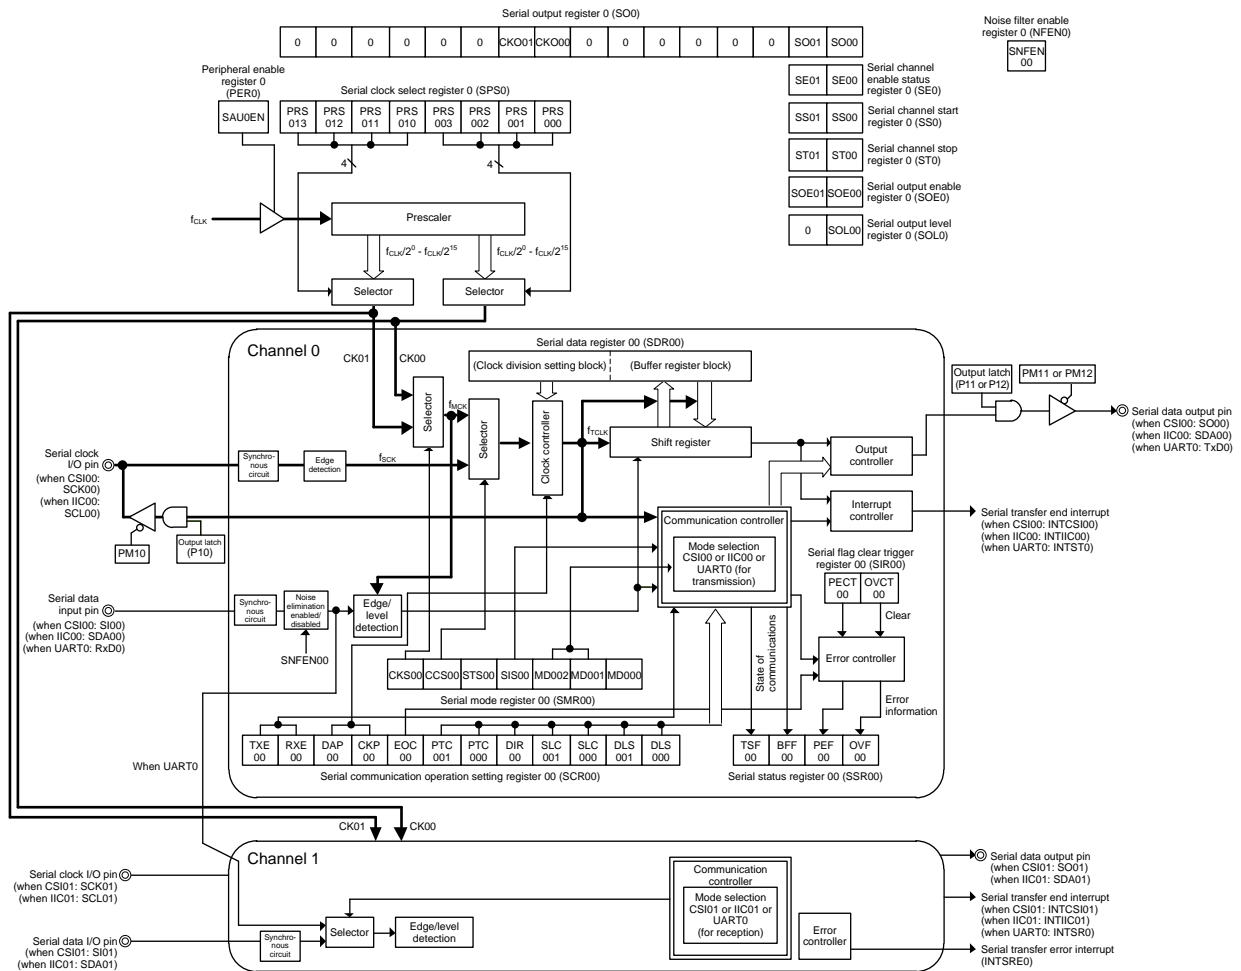 Serial output register 0 (SO0)
0 0 0 0 0 0 CKO01 CKO00 0 0 0 0 0 0 SO01 SO00
Noise filter enable
register 0 (NFEN0)
SNFEN
00
Peripheral enable
register 0
(PER0)
SAU0EN
Serial clock select register 0 (SPS0)
PRS
013
PRS
012
PRS
011
PRS
010
PRS
003
PRS
002
PRS
001
PRS
000
SE01 SE00
Serial channel
enable status
register 0 (SE0)
SS01 SS00
Serial channel start
register 0 (SS0)
ST01 ST00
Serial channel stop
register 0 (ST0)
SOE01 SOE00
Serial output enable
register 0 (SOE0)
0 SOL00
Serial output level
register 0 (SOL0)
4
4
fCLK
Prescaler
fCLK/2⁰ - fCLK/2¹⁵
fCLK/2⁰ - fCLK/2¹⁵
Selector
Selector
Channel 0
CK01
CK00
Serial data register 00 (SDR00)
(Clock division setting block)
(Buffer register block)
Selector
fMCK
Selector
Clock controller
fTCLK
Shift register
Output latch
(P11 or P12)
PM11 or PM12
Serial data output pin
(when CSI00: SO00)
(when IIC00: SDA00)
(when UART0: TxD0)
Output
controller
Serial clock
I/O pin
(when CSI00:
SCK00)
(when IIC00:
SCL00)
Synchro-
nous
circuit
Edge
detection
fSCK
PM10
Output latch
(P10)
Communication controller
Mode selection
CSI00 or IIC00 or
UART0 (for
transmission)
Interrupt
controller
Serial transfer end interrupt
(when CSI00: INTCSI00)
(when IIC00: INTIIC00)
(when UART0: INTST0)
Serial flag clear trigger
register 00 (SIR00)
PECT
00
OVCT
00
Clear
Serial data
input pin
(when CSI00: SI00)
(when IIC00: SDA00)
(when UART0: RxD0)
Synchro-
nous
circuit
Noise
elimination
enabled/
disabled
SNFEN00
Edge/
level
detection
CKS00 CCS00 STS00 SIS00 MD002 MD001 MD000
Serial mode register 00 (SMR00)
State of
communications
Error controller
Error
information
TXE
00
RXE
00
DAP
00
CKP
00
EOC
00
PTC
001
PTC
000
DIR
00
SLC
001
SLC
000
DLS
001
DLS
000
Serial communication operation setting register 00 (SCR00)
TSF
00
BFF
00
PEF
00
OVF
00
Serial status register 00 (SSR00)
When UART0
CK01
CK00
Channel 1
Serial clock I/O pin
(when CSI01: SCK01)
(when IIC01: SCL01)
Serial data I/O pin
(when CSI01: SI01)
(when IIC01: SDA01)
Synchro-
nous
circuit
Selector
Edge/level
detection
Communication
controller
Mode selection
CSI01 or IIC01 or
UART0
(for reception)
Error
controller
Serial data output pin
(when CSI01: SO01)
(when IIC01: SDA01)
Serial transfer end interrupt
(when CSI01: INTCSI01)
(when IIC01: INTIIC01)
(when UART0: INTSR0)
Serial transfer error interrupt
(INTSRE0)